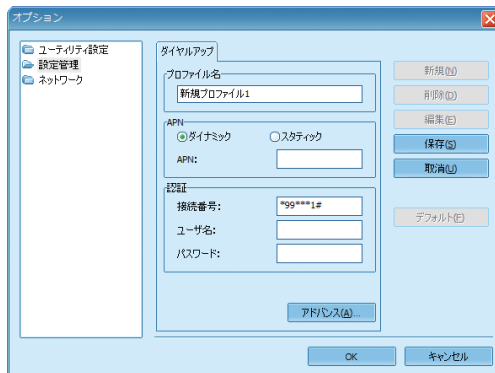 オプション
ユーティリティ設定
設定管理
ネットワーク
ダイヤルアップ
プロファイル名
新規プロファイル1
APN
ダイナミック スタティック
APN:
認証
接続番号: *99***1#
ユーザ名:
パスワード:
アドバンス(A)...
新規(N)
削除(D)
編集(E)
保存(S)
取消(U)
デフォルト(F)
OK キャンセル